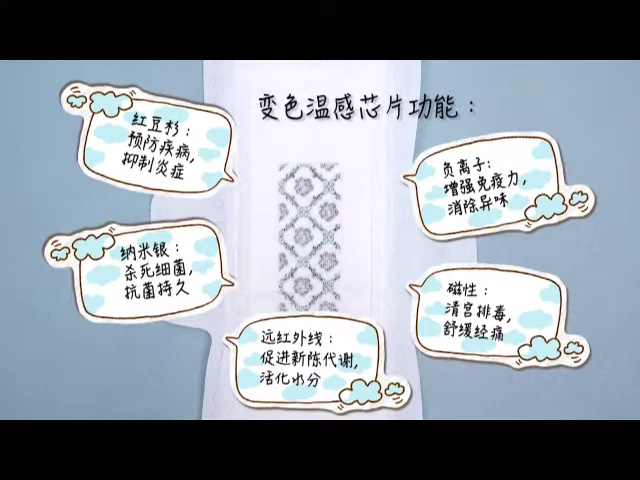 变色温感芯片功能：
红豆杉：
预防疾病，
抑制炎症
负离子：
增强免疫力，
消除异味
纳米银：
杀死细菌，
抗菌持久
磁性：
清宫排毒，
舒缓经痛
远红外线：
促进新陈代谢，
活化水分